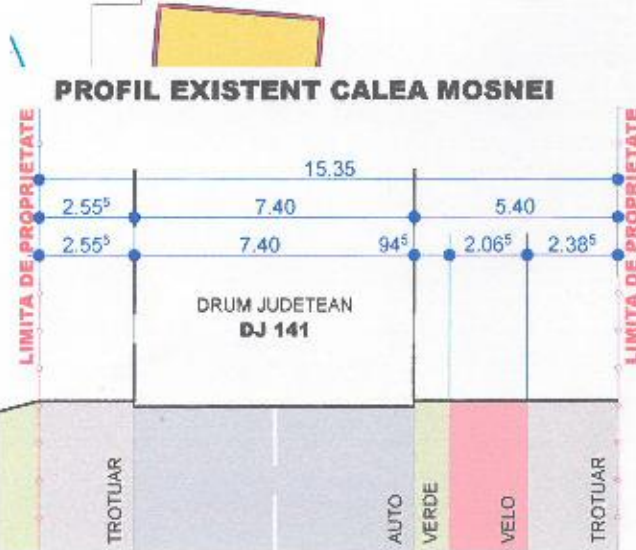 PROFIL EXISTENT CALEA MOSNEI
LIMITA DE PROPRIETATE
15.35
2.55⁵ 7.40 5.40
2.55⁵ 7.40 94⁵ 2.06⁵ 2.38⁵
DRUM JUDETEAN
DJ 141
LIMITA DE PROPRIETATE
TROTUAR
AUTO
VERDE
VELO
TROTUAR